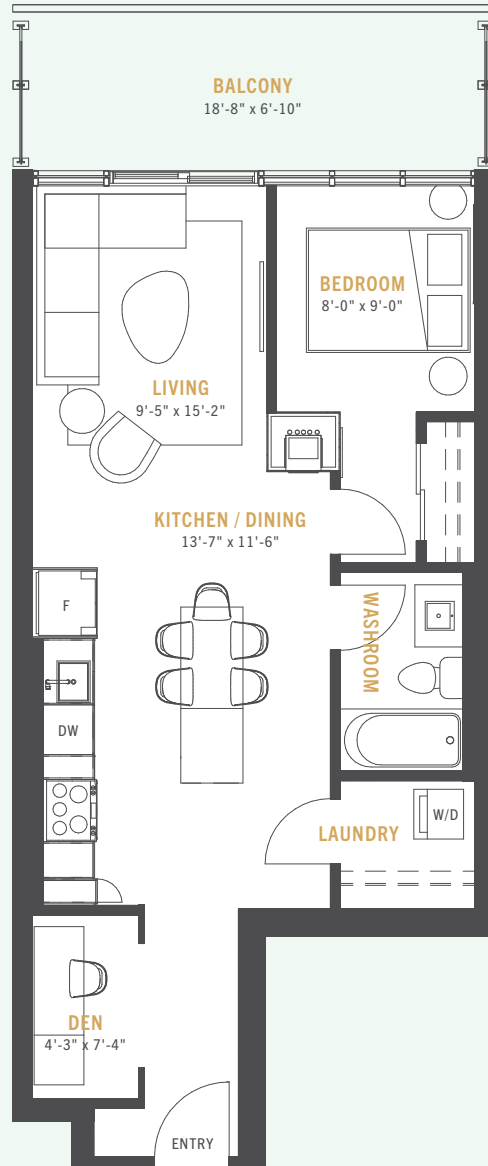 BALCONY
18'-8" x 6'-10"
BEDROOM
8'-0" x 9'-0"
LIVING
9'-5" x 15'-2"
KITCHEN / DINING
13'-7" x 11'-6"
F
WASHROOM
DW
W/D
LAUNDRY
DEN
4'-3" x 7'-4"
ENTRY